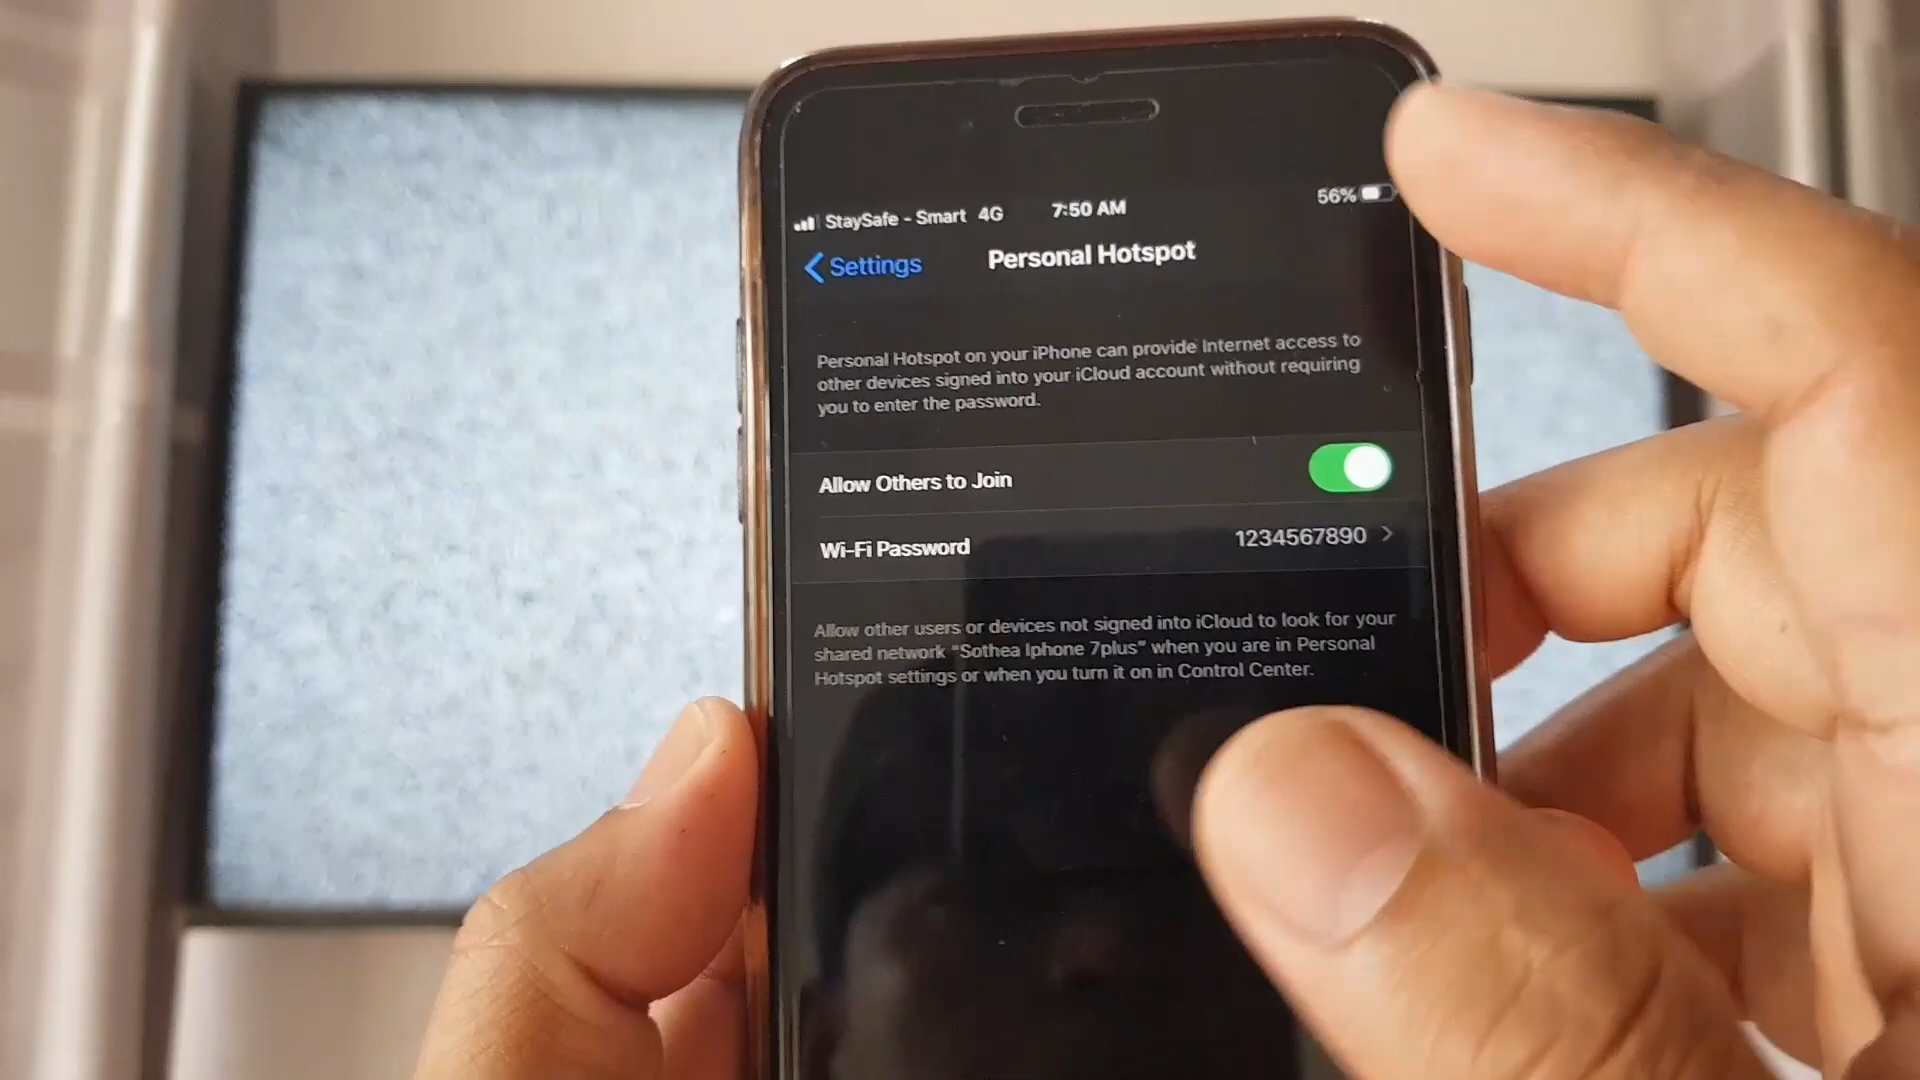 StaySafe - Smart 4G 7:50 AM 56%
Settings Personal Hotspot
Personal Hotspot on your iPhone can provide Internet access to
other devices signed into your iCloud account without requiring
you to enter the password.
Allow Others to Join
Wi-Fi Password 1234567890
Allow other users or devices not signed into iCloud to look for your
shared network "Sothea Iphone 7plus" when you are in Personal
Hotspot settings or when you turn it on in Control Center.